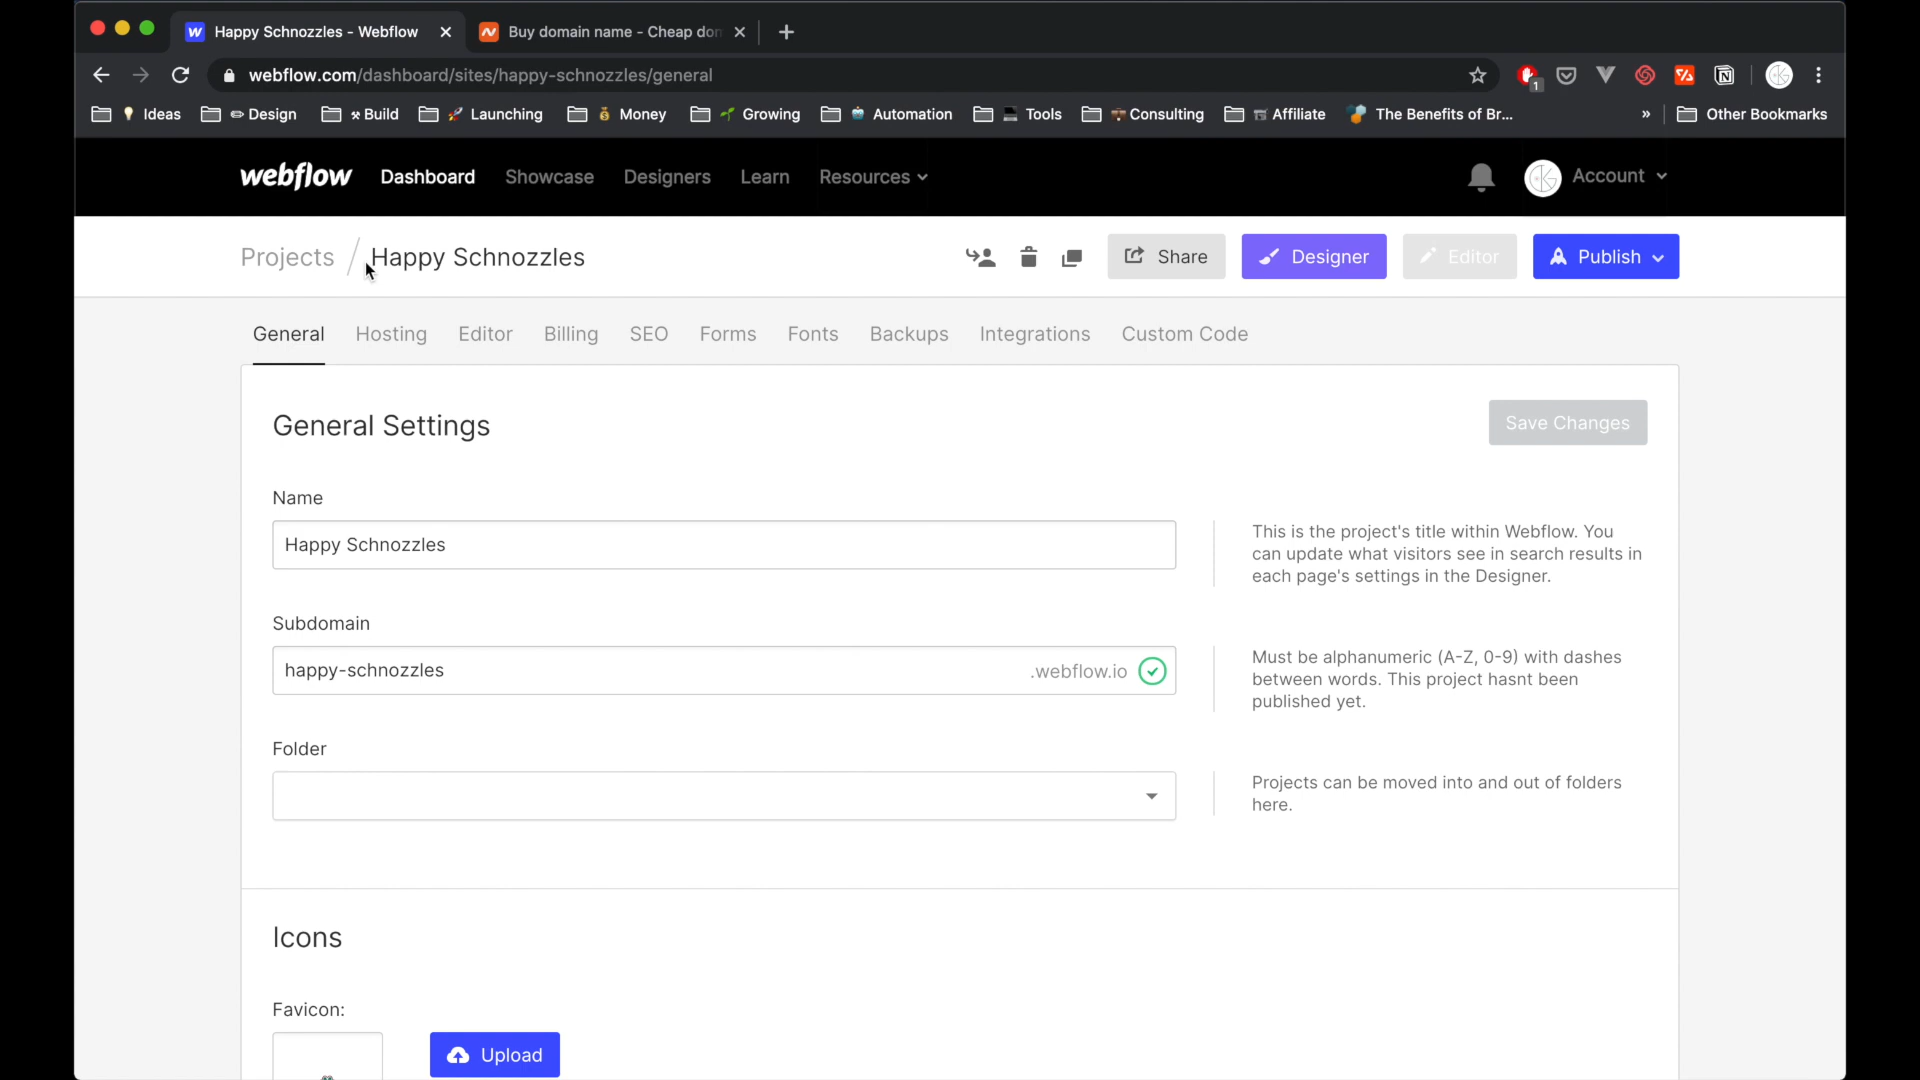 Happy Schnozzles - Webflow
Buy domain name - Cheap don
webflow.com/dashboard/sites/happy-schnozzles/general
1
Ideas
Design
Build
Launching
Money
Growing
Automation
Tools
Consulting
Affiliate
The Benefits of Br...
»
Other Bookmarks
webflow
Dashboard
Showcase
Designers
Learn
Resources
Account
Projects / Happy Schnozzles
Share
Designer
Editor
Publish
General
Hosting
Editor
Billing
SEO
Forms
Fonts
Backups
Integrations
Custom Code
General Settings
Save Changes
Name
Happy Schnozzles
This is the project's title within Webflow. You
can update what visitors see in search results in
each page's settings in the Designer.
Subdomain
happy-schnozzles
.webflow.io
Must be alphanumeric (A-Z, 0-9) with dashes
between words. This project hasnt been
published yet.
Folder
Projects can be moved into and out of folders
here.
Icons
Favicon:
Upload